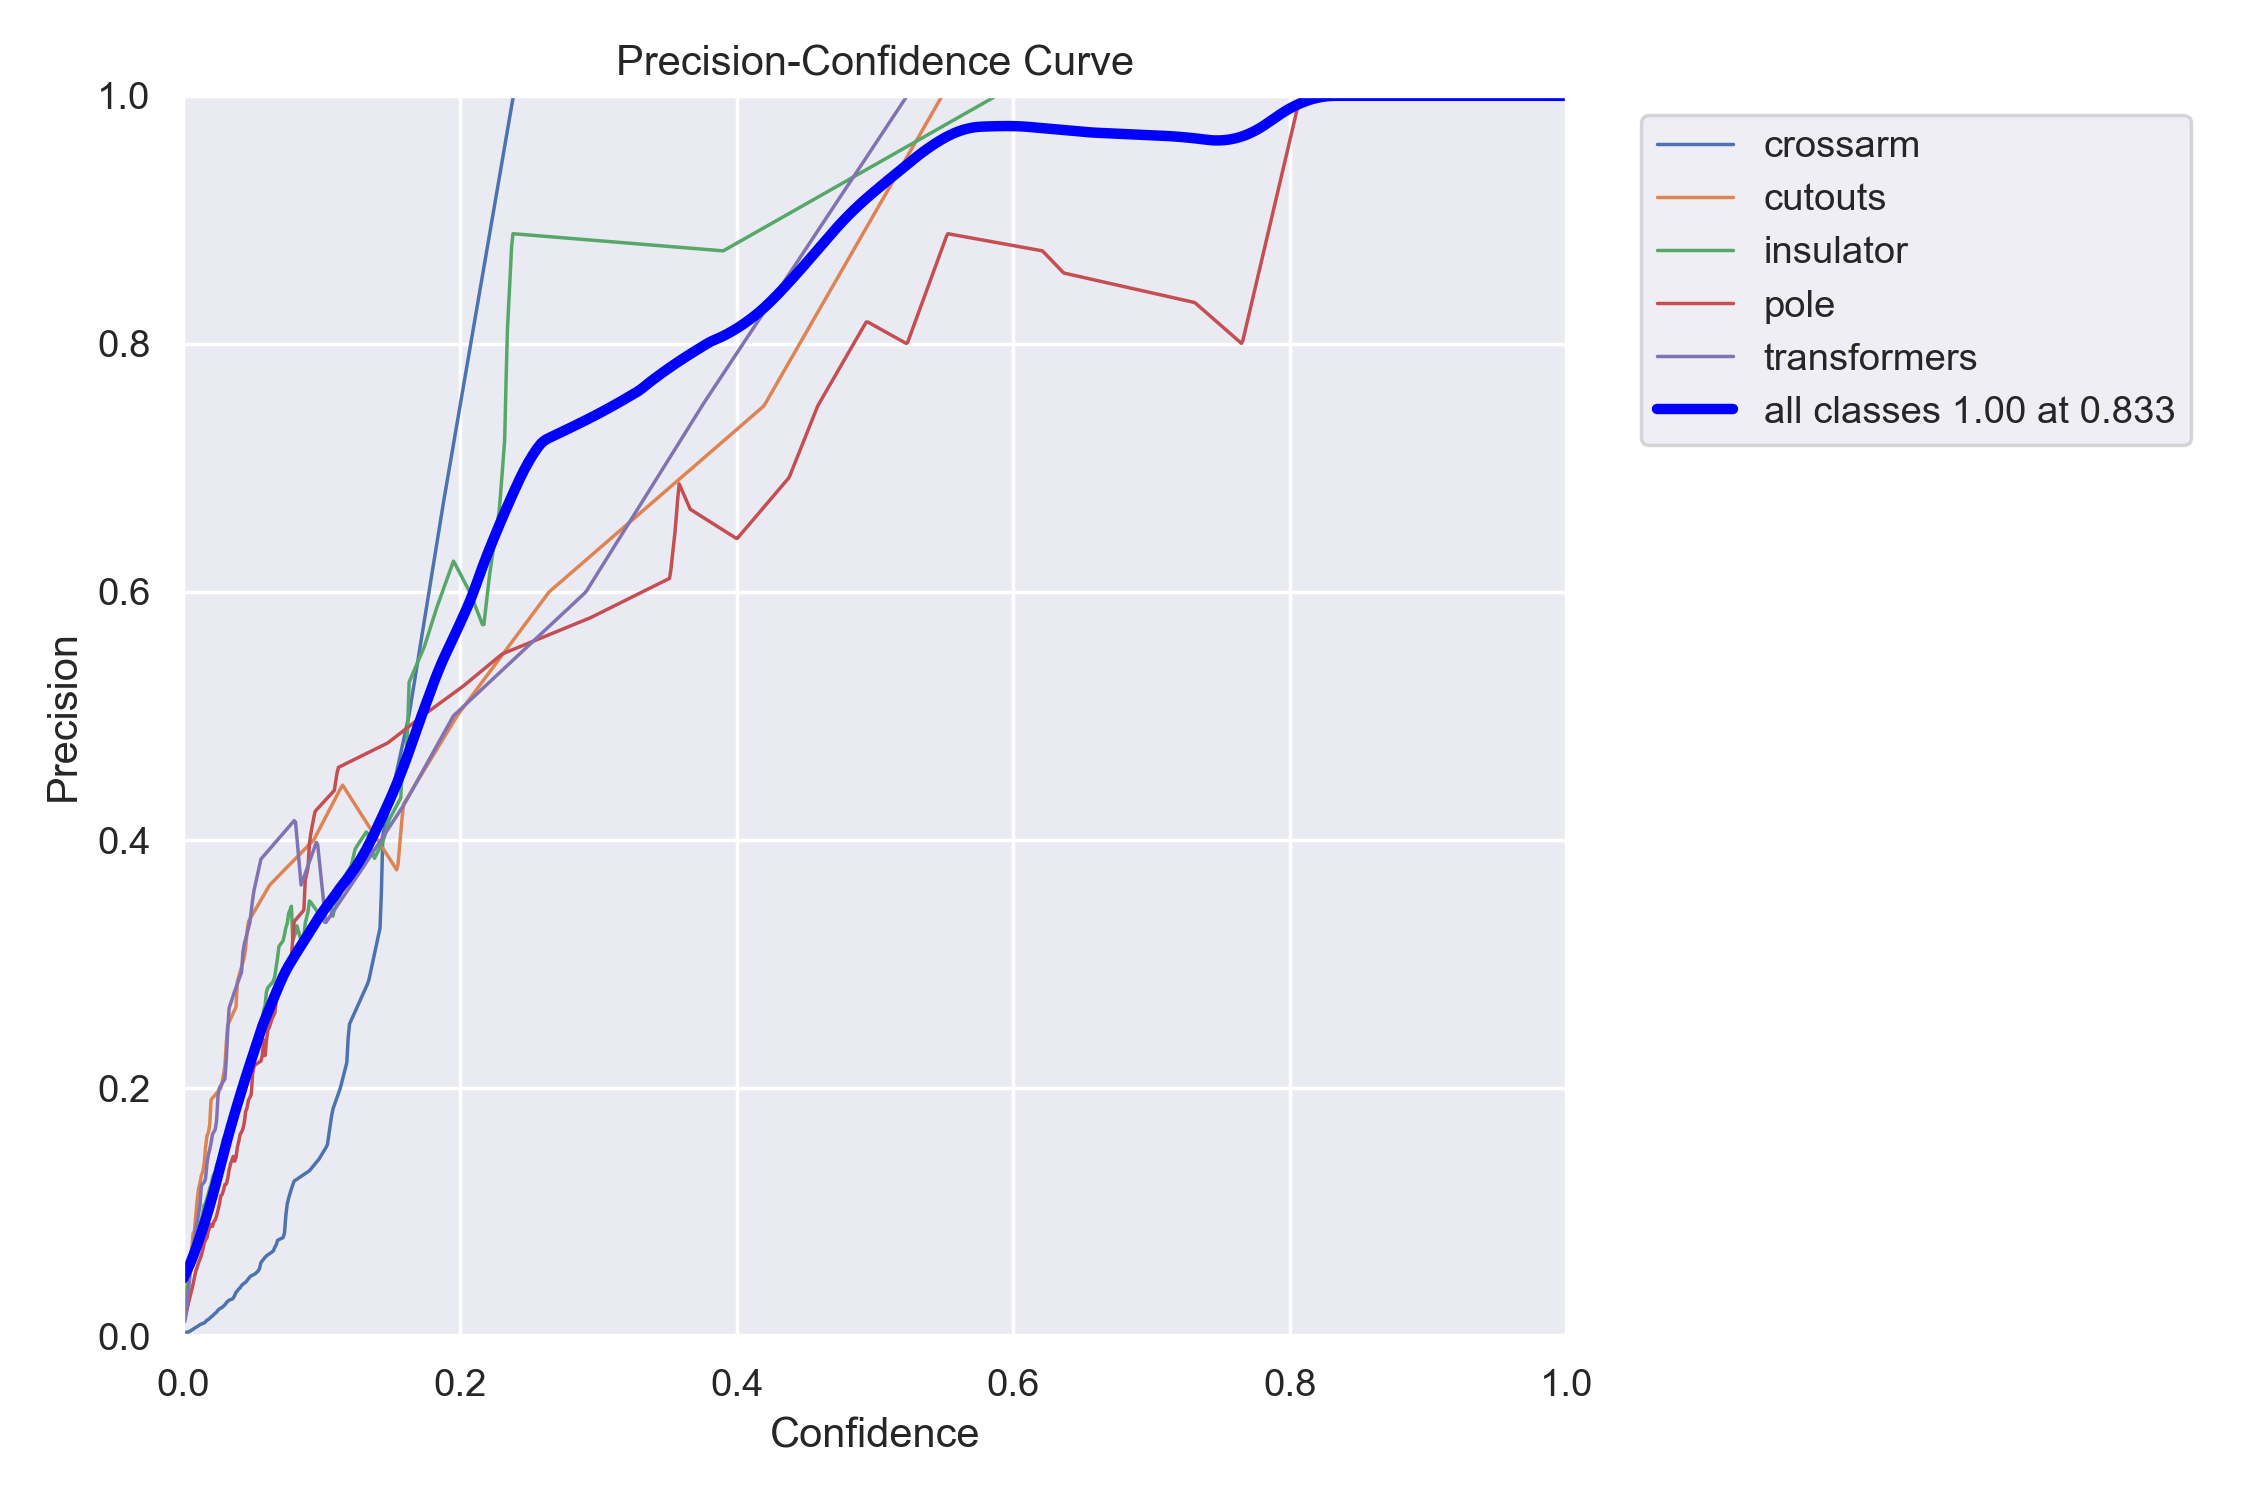 Precision-Confidence Curve
1.0
0.8
0.6
0.4
0.2
0.0
Precision
0.0 0.2 0.4 0.6 0.8 1.0
Confidence
crossarm
cutouts
insulator
pole
transformers
all classes 1.00 at 0.833